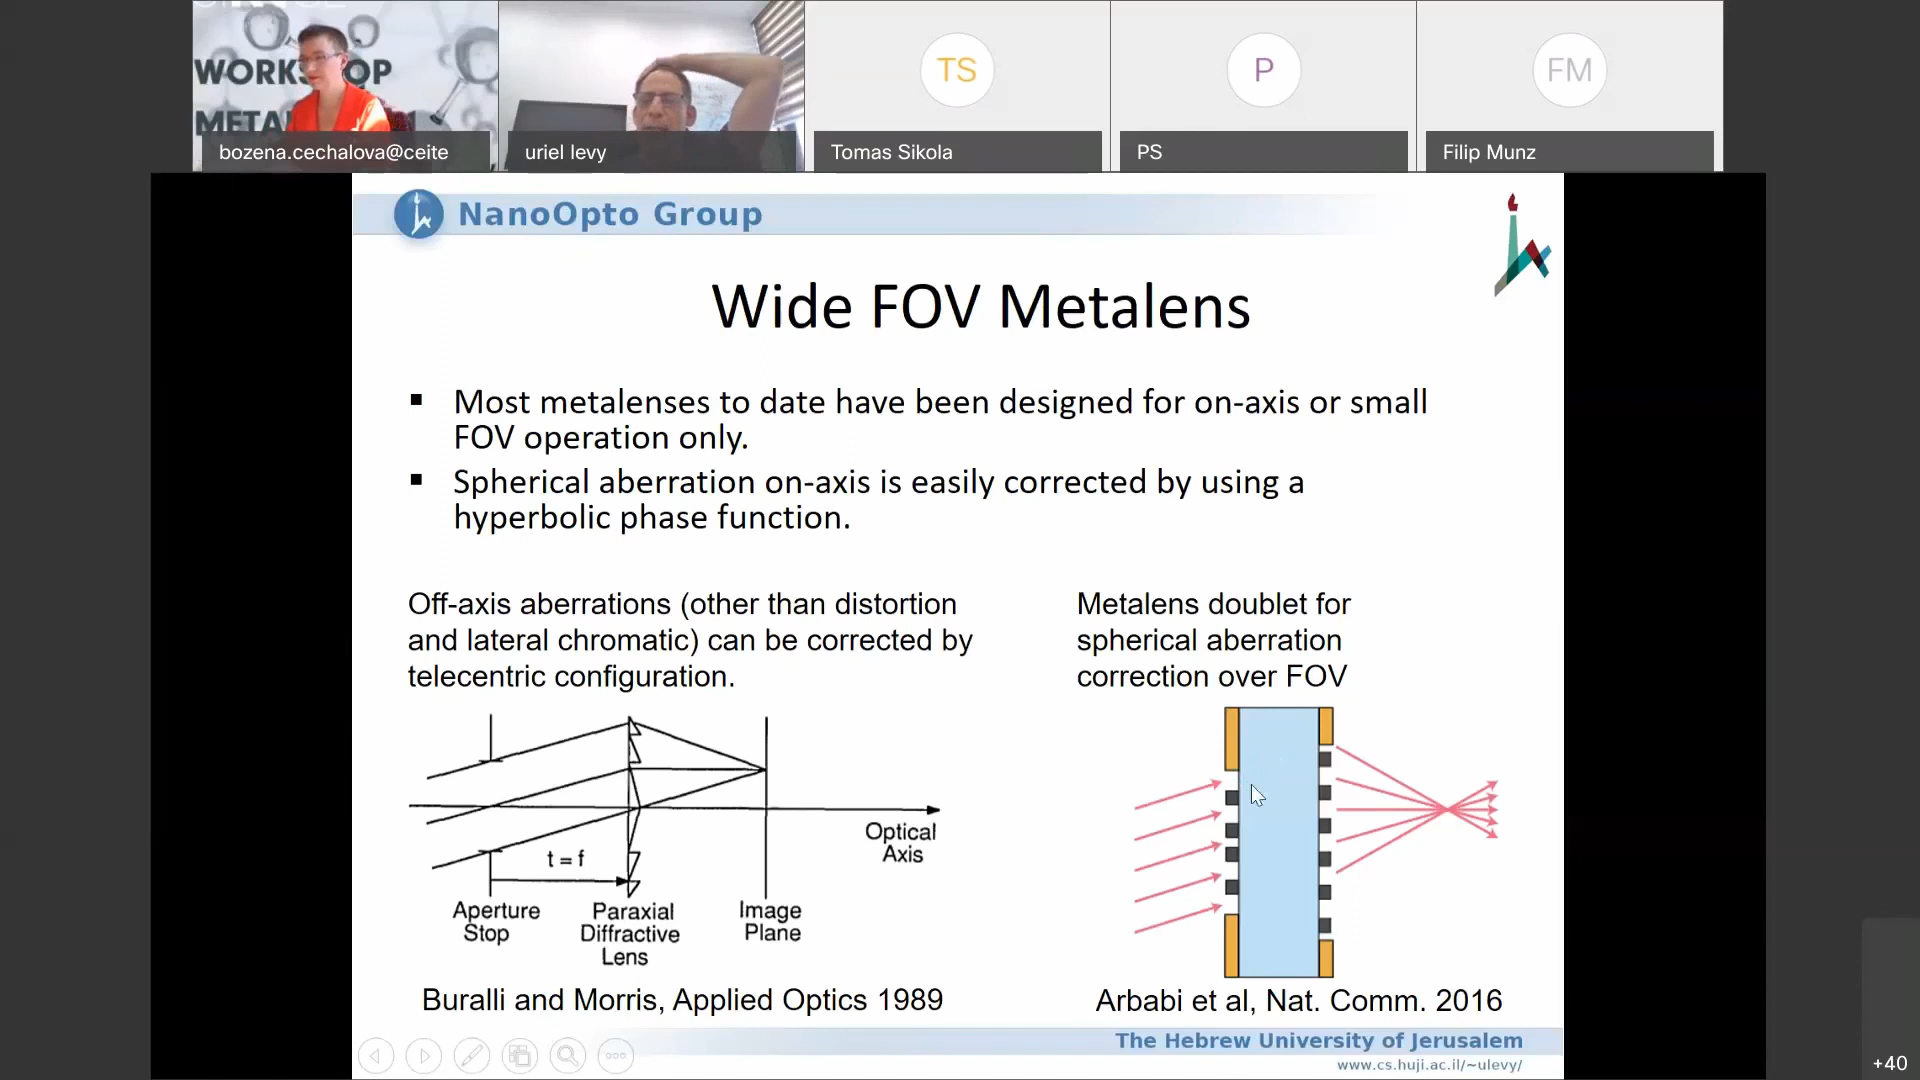 WORKSHOP
META
bozena.cechalova@ceite
uriel levy
TS
Tomas Sikola
P
PS
FM
Filip Munz
NanoOpto Group
Wide FOV Metalens
▪ Most metalenses to date have been designed for on-axis or small
FOV operation only.
▪ Spherical aberration on-axis is easily corrected by using a
hyperbolic phase function.
Off-axis aberrations (other than distortion
and lateral chromatic) can be corrected by
telecentric configuration.
Metalens doublet for
spherical aberration
correction over FOV
t = f
Optical
Axis
Aperture
Stop
Paraxial
Diffractive
Lens
Image
Plane
Buralli and Morris, Applied Optics 1989
Arbabi et al, Nat. Comm. 2016
The Hebrew University of Jerusalem
www.cs.huji.ac.il/~ulevy/
+40